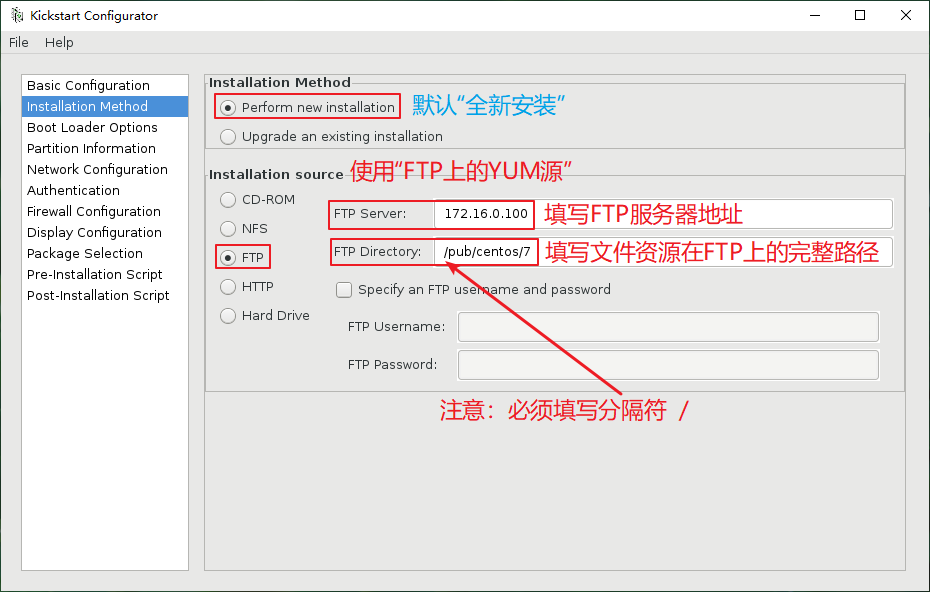 Kickstart Configurator
File Help
Basic Configuration
Installation Method
Boot Loader Options
Partition Information
Network Configuration
Authentication
Firewall Configuration
Display Configuration
Package Selection
Pre-Installation Script
Post-Installation Script
Installation Method
Perform new installation 默认“全新安装”
Upgrade an existing installation
Installation source 使用“FTP上的YUM源”
CD-ROM
NFS
FTP
HTTP
Hard Drive
FTP Server: 172.16.0.100 填写FTP服务器地址
FTP Directory: /pub/centos/7 填写文件资源在FTP上的完整路径
Specify an FTP username and password
FTP Username:
FTP Password:
注意：必须填写分隔符 /